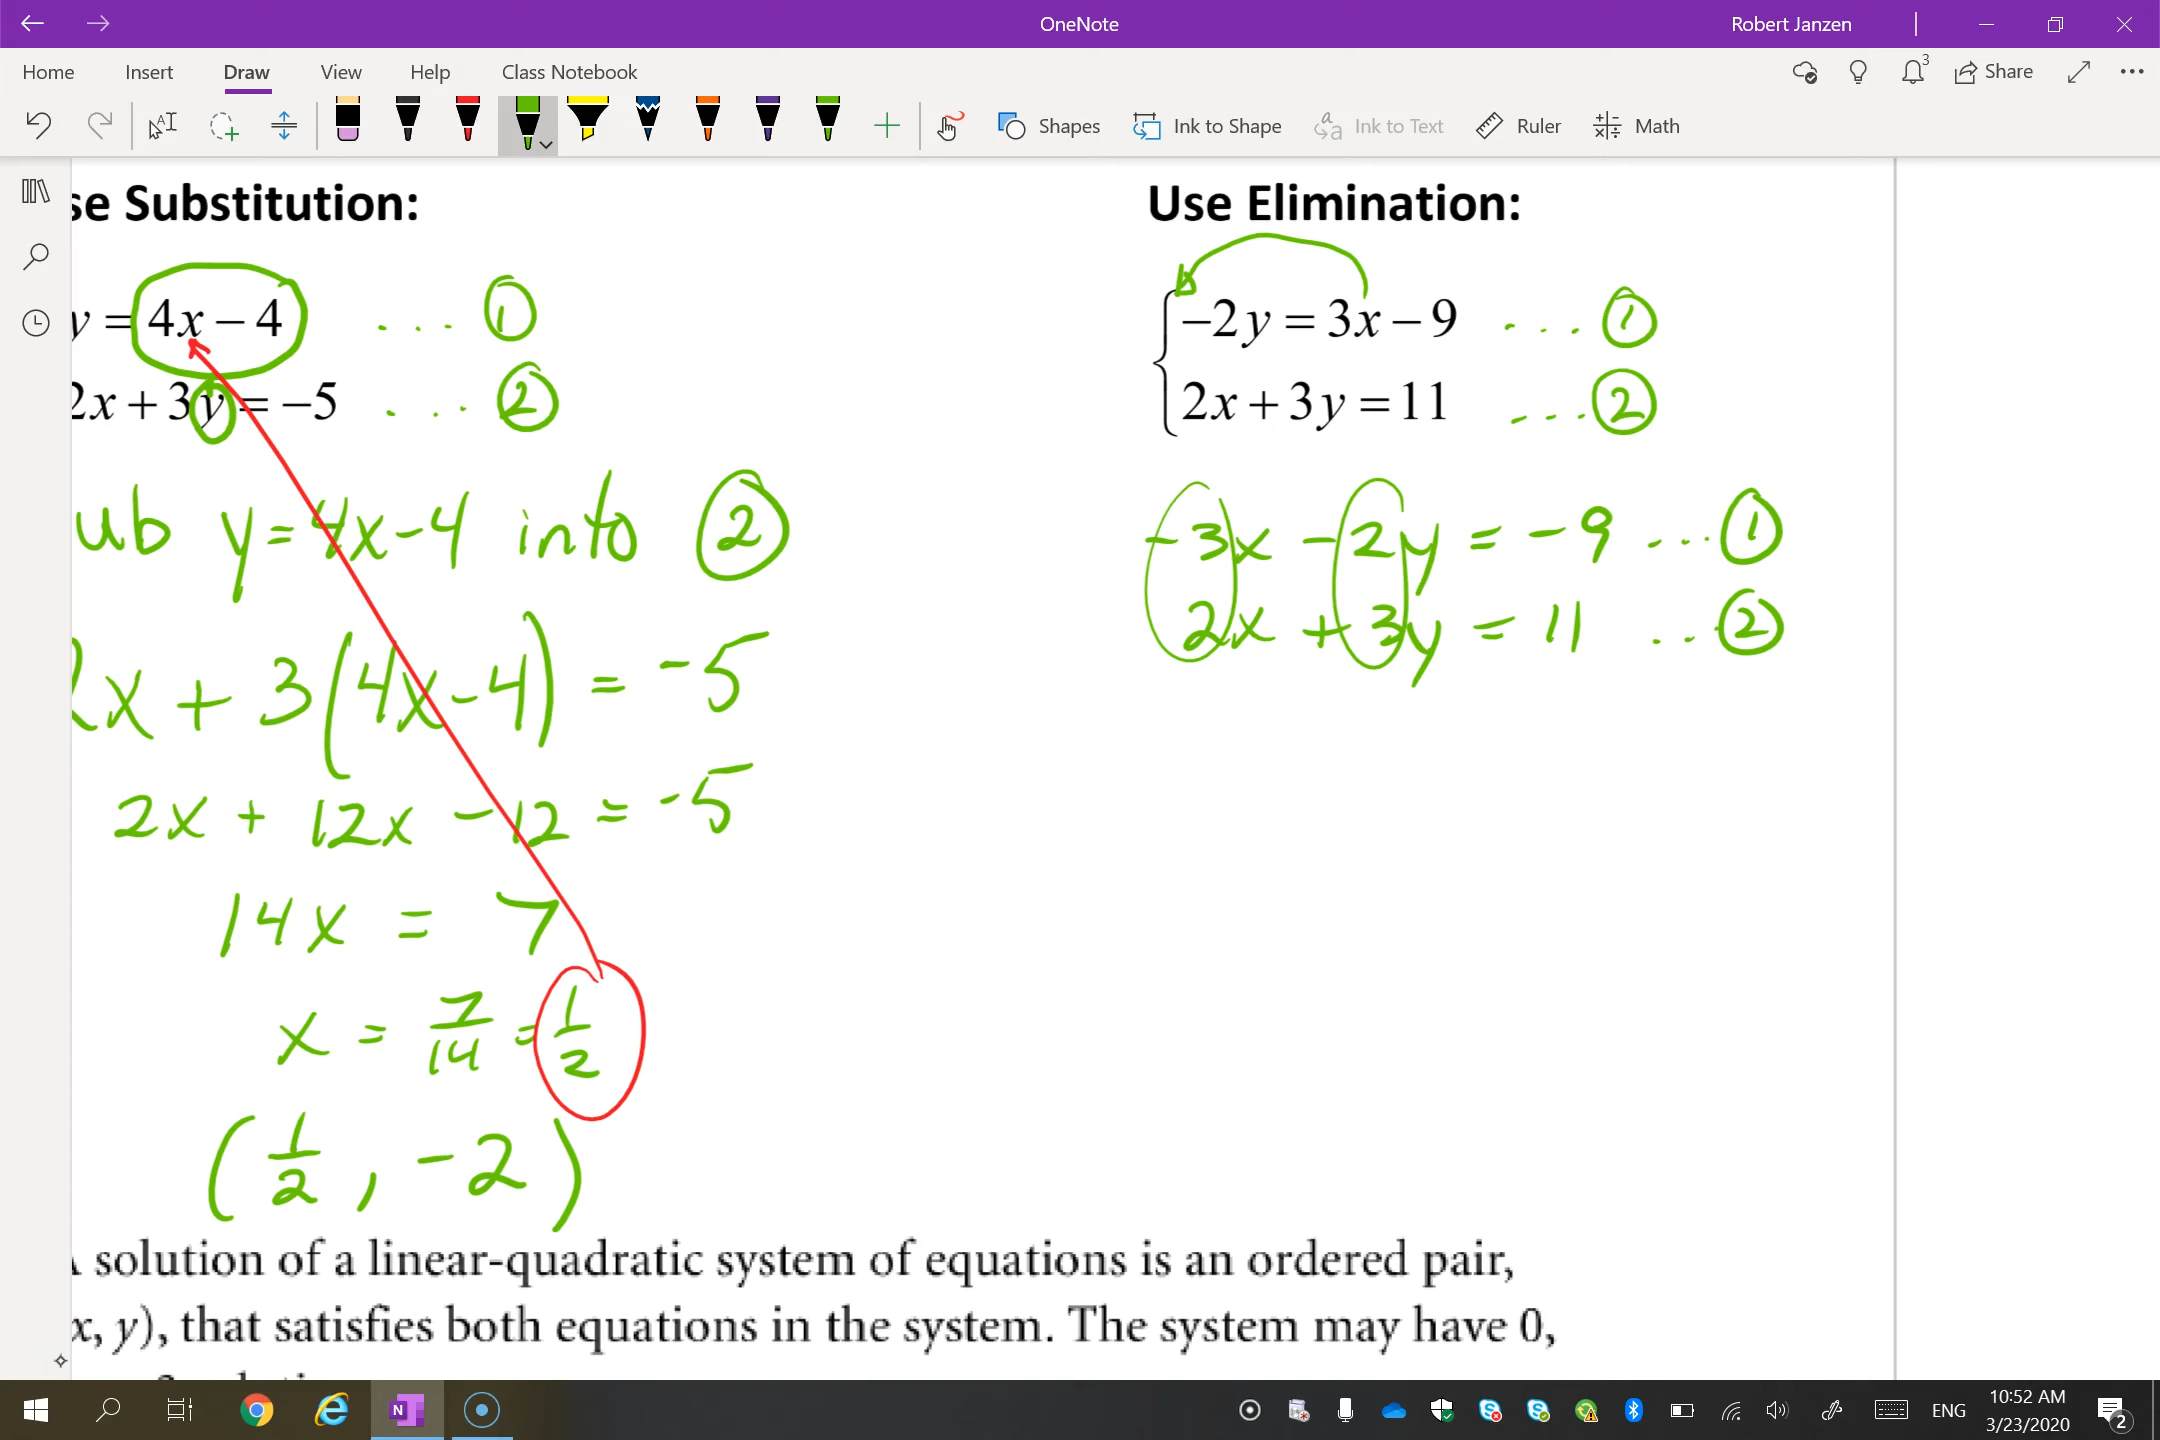 OneNote
Robert Janzen
Home Insert Draw View Help Class Notebook
3
Share
Shapes
Ink to Shape
Ink to Text
Ruler
Math
se Substitution:
y = 4x − 4 ... ①
2x + 3y = −5 ... ②
ub y = 4x - 4 into ②
2x + 3(4x - 4) = -5
2x + 12x - 12 = -5
14x = 7
x = 7/14 = 1/2
(1/2, -2)
Use Elimination:
−2y = 3x − 9 ... ①
2x + 3y = 11 ... ②
-3x - 2y = -9 ... ①
2x + 3y = 11 ... ②
A solution of a linear-quadratic system of equations is an ordered pair,
x, y), that satisfies both equations in the system. The system may have 0,
ENG
10:52 AM
3/23/2020
2